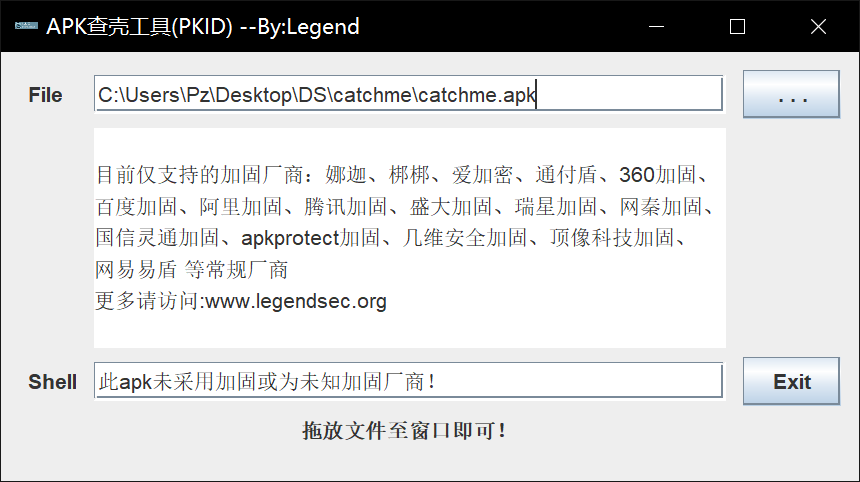 APK查壳工具(PKID) --By:Legend
File
C:\Users\Pz\Desktop\DS\catchme\catchme.apk
...
目前仅支持的加固厂商：娜迦、梆梆、爱加密、通付盾、360加固、
百度加固、阿里加固、腾讯加固、盛大加固、瑞星加固、网秦加固、
国信灵通加固、apkprotect加固、几维安全加固、顶像科技加固、
网易易盾 等常规厂商
更多请访问:www.legendsec.org
Shell
此apk未采用加固或为未知加固厂商！
Exit
拖放文件至窗口即可！